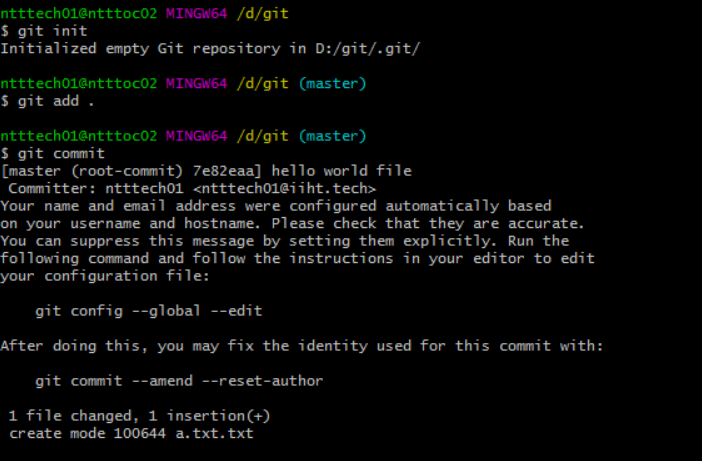 ntttech01@ntttoc02 MINGW64 /d/git
$ git init
Initialized empty Git repository in D:/git/.git/
ntttech01@ntttoc02 MINGW64 /d/git (master)
$ git add .
ntttech01@ntttoc02 MINGW64 /d/git (master)
$ git commit
[master (root-commit) 7e82eaa] hello world file
Committer: ntttech01 <ntttech01@iiht.tech>
Your name and email address were configured automatically based
on your username and hostname. Please check that they are accurate.
You can suppress this message by setting them explicitly. Run the
following command and follow the instructions in your editor to edit
your configuration file:
git config --global --edit
After doing this, you may fix the identity used for this commit with:
git commit --amend --reset-author
1 file changed, 1 insertion(+)
create mode 100644 a.txt.txt